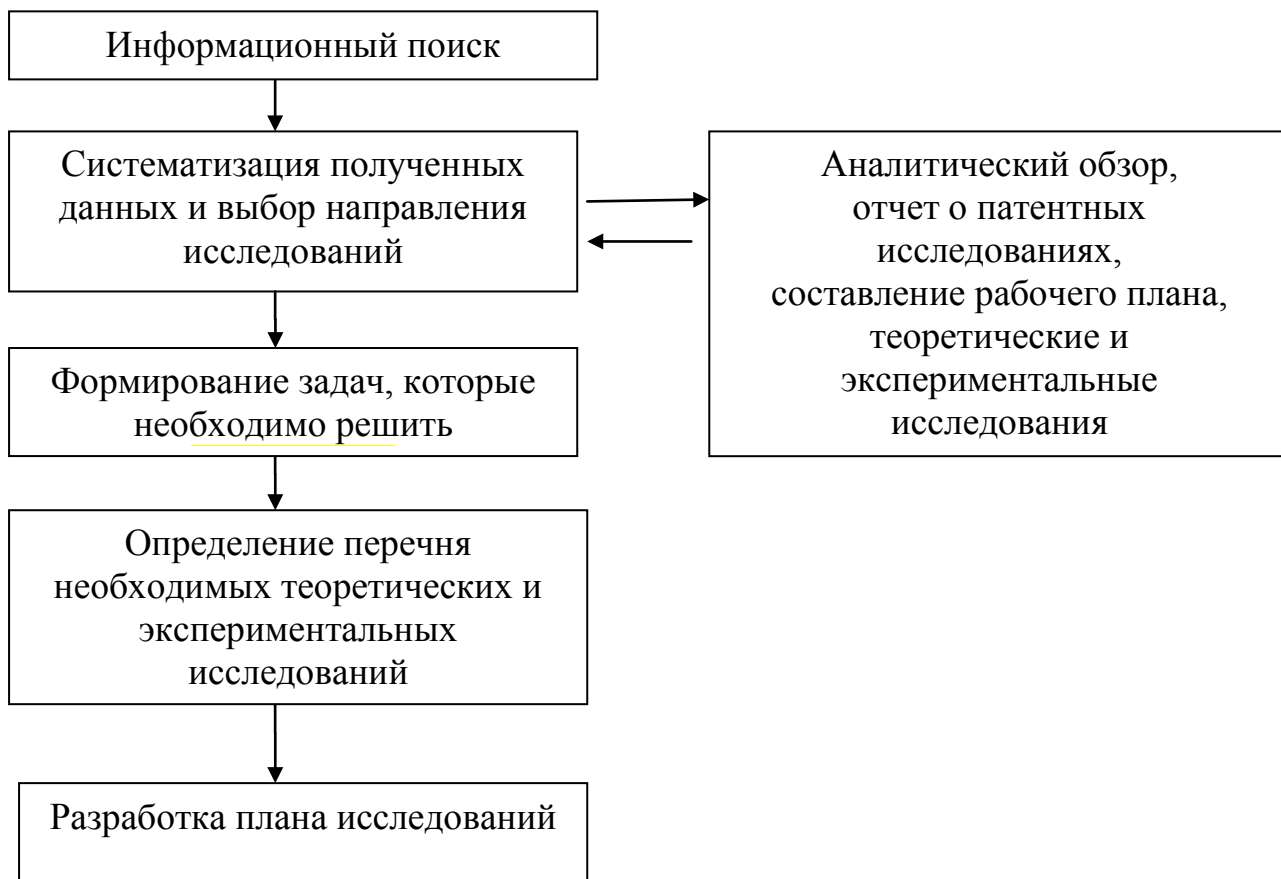 Информационный поиск
Систематизация полученных
данных и выбор направления
исследований
Аналитический обзор,
отчет о патентных
исследованиях,
составление рабочего плана,
теоретические и
экспериментальные
исследования
Формирование задач, которые
необходимо решить
Определение перечня
необходимых теоретических и
экспериментальных
исследований
Разработка плана исследований